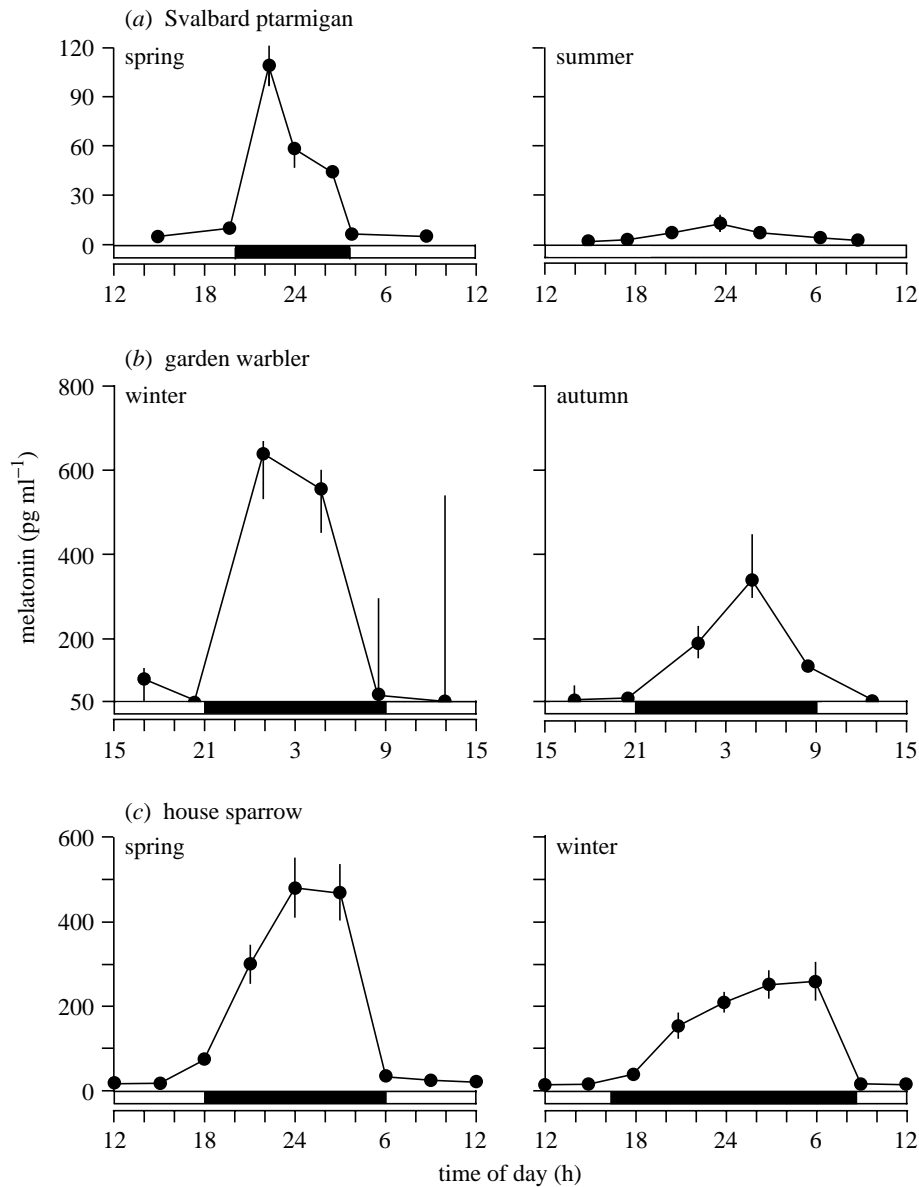 (a) Svalbard ptarmigan
spring
summer
120
90
60
30
0
12 18 24 6 12
12 18 24 6 12
(b) garden warbler
winter
autumn
800
600
400
200
50
15 21 3 9 15
15 21 3 9 15
melatonin (pg ml⁻¹)
(c) house sparrow
spring
winter
600
400
200
0
12 18 24 6 12
12 18 24 6 12
time of day (h)